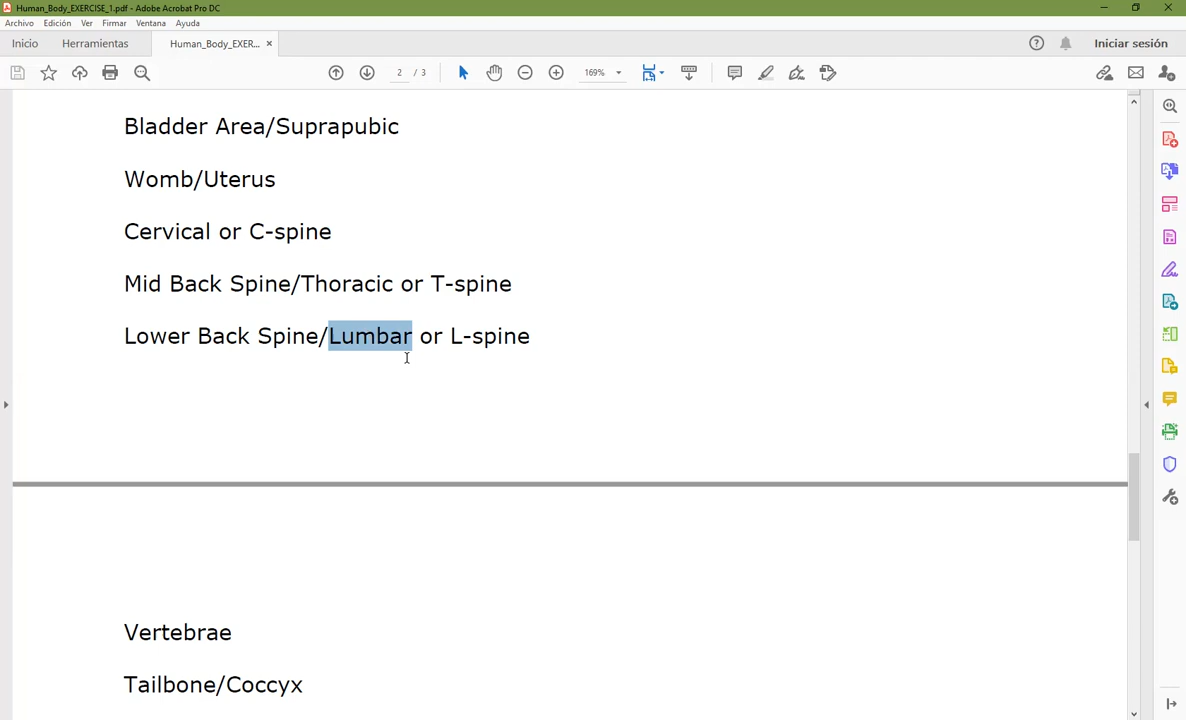 Human_Body_EXERCISE_1.pdf - Adobe Acrobat Pro DC
Archivo Edición Ver Firmar Ventana Ayuda
Inicio Herramientas Human_Body_EXER... Iniciar sesión
2 / 3 169%
Bladder Area/Suprapubic
Womb/Uterus
Cervical or C-spine
Mid Back Spine/Thoracic or T-spine
Lower Back Spine/Lumbar or L-spine
Vertebrae
Tailbone/Coccyx